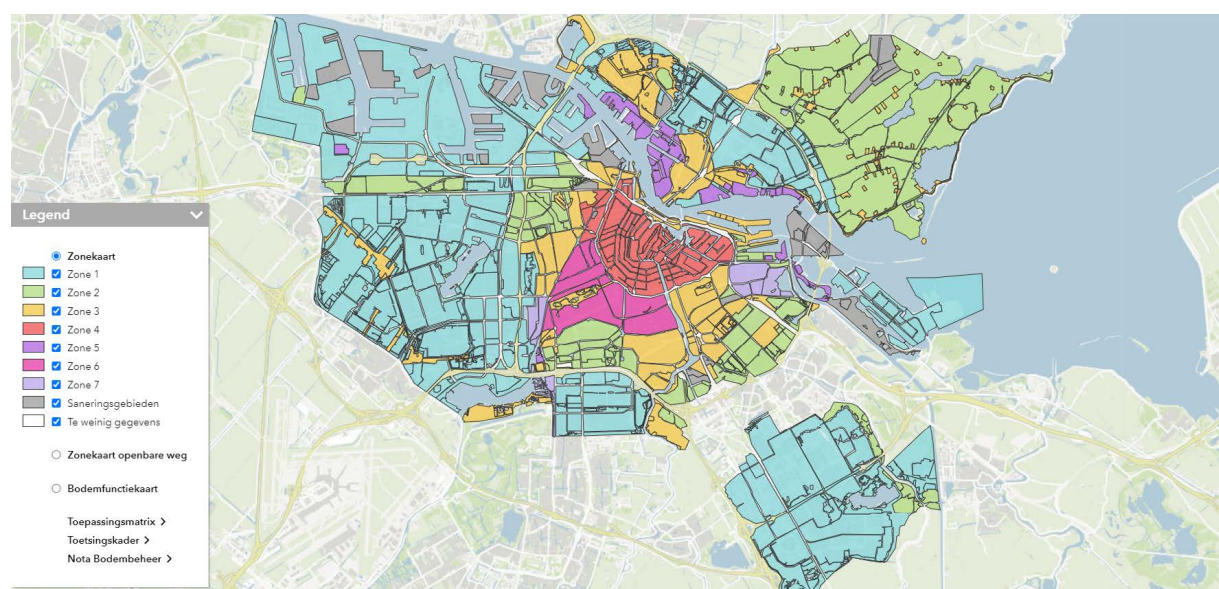 Legend
Zonekaart
Zone 1
Zone 2
Zone 3
Zone 4
Zone 5
Zone 6
Zone 7
Saneringsgebieden
Te weinig gegevens
Zonekaart openbare weg
Bodemfunctiekaart
Toepassingsmatrix >
Toetsingskader >
Nota Bodembeheer >